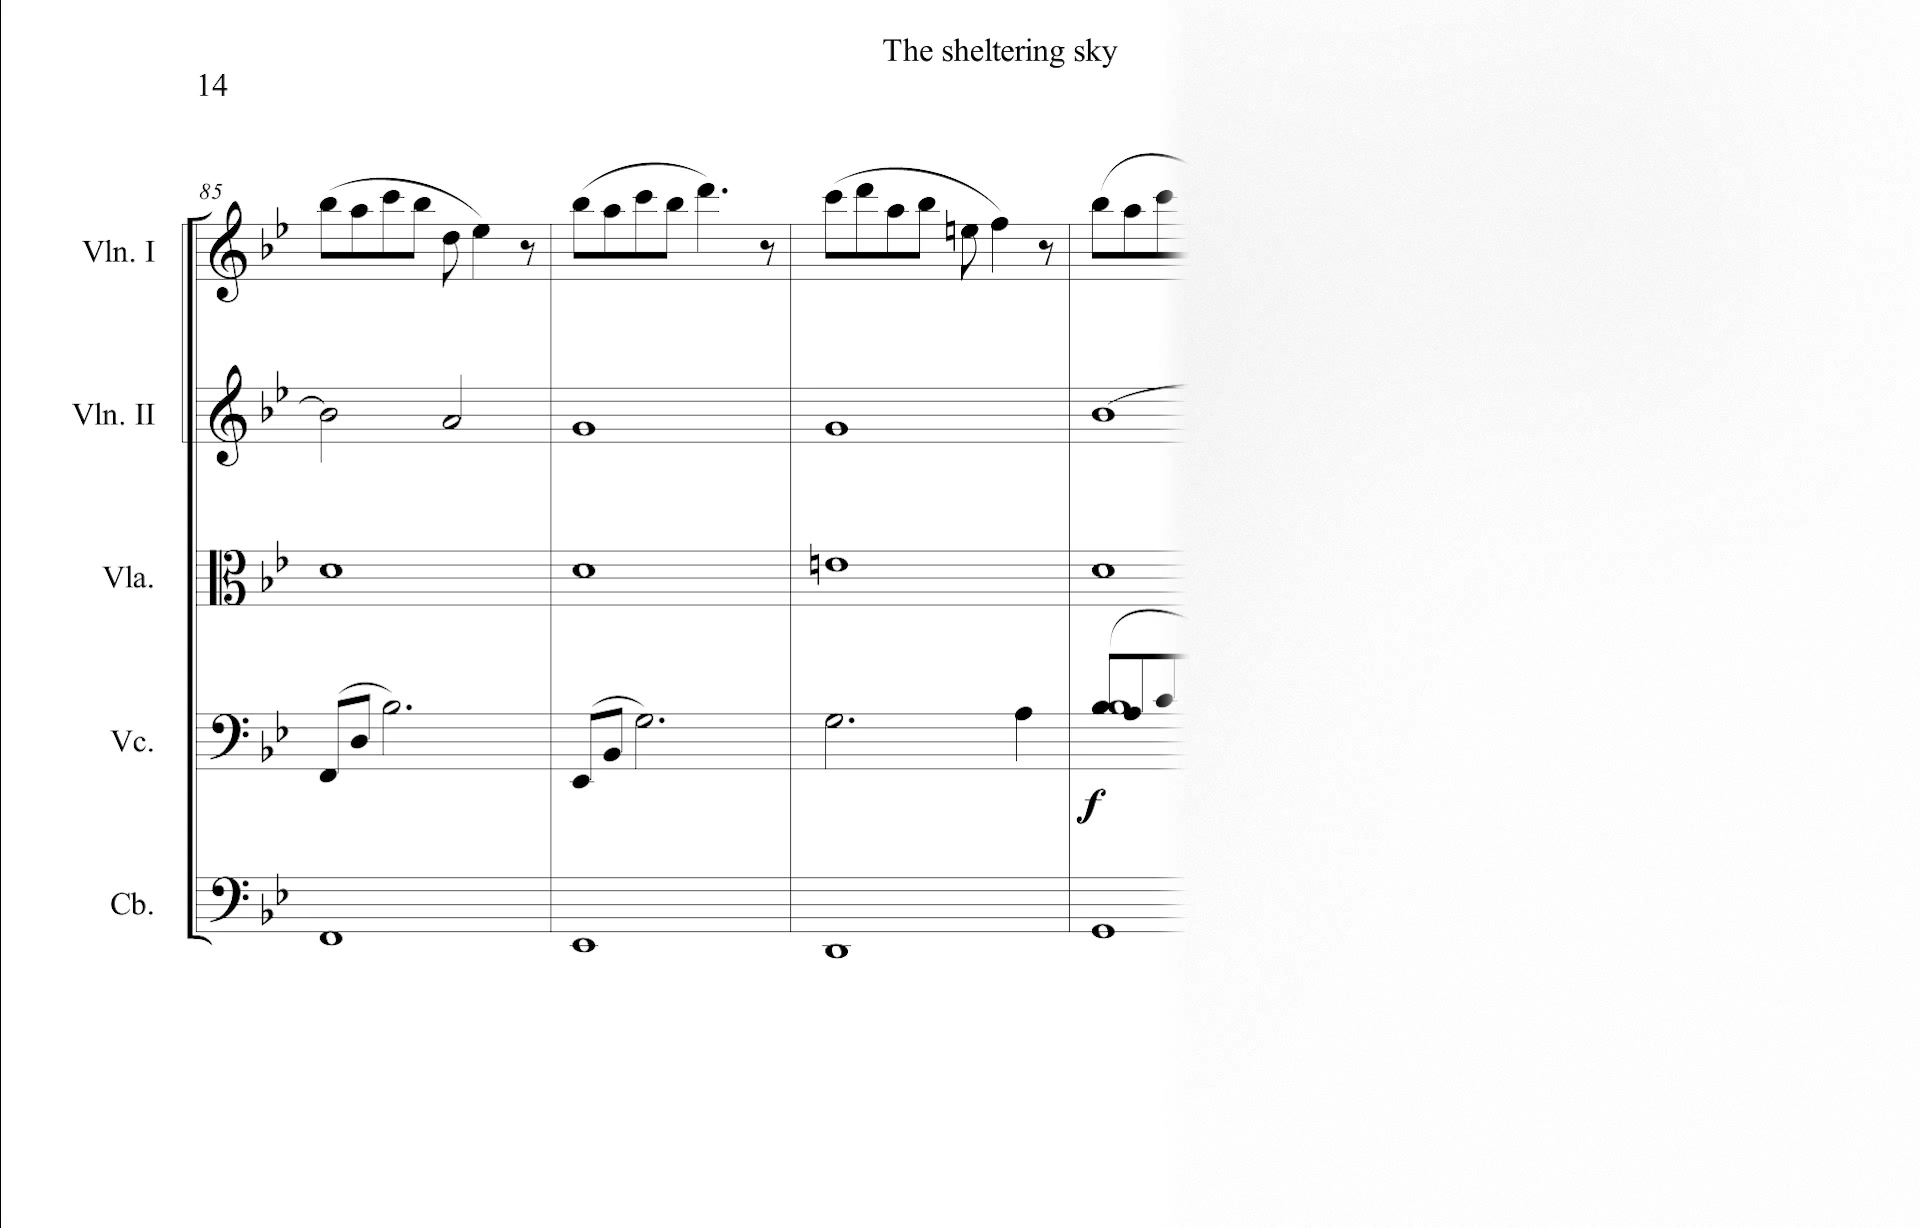 The sheltering sky
14
85
Vln. I
Vln. II
Vla.
Vc.
f
Cb.